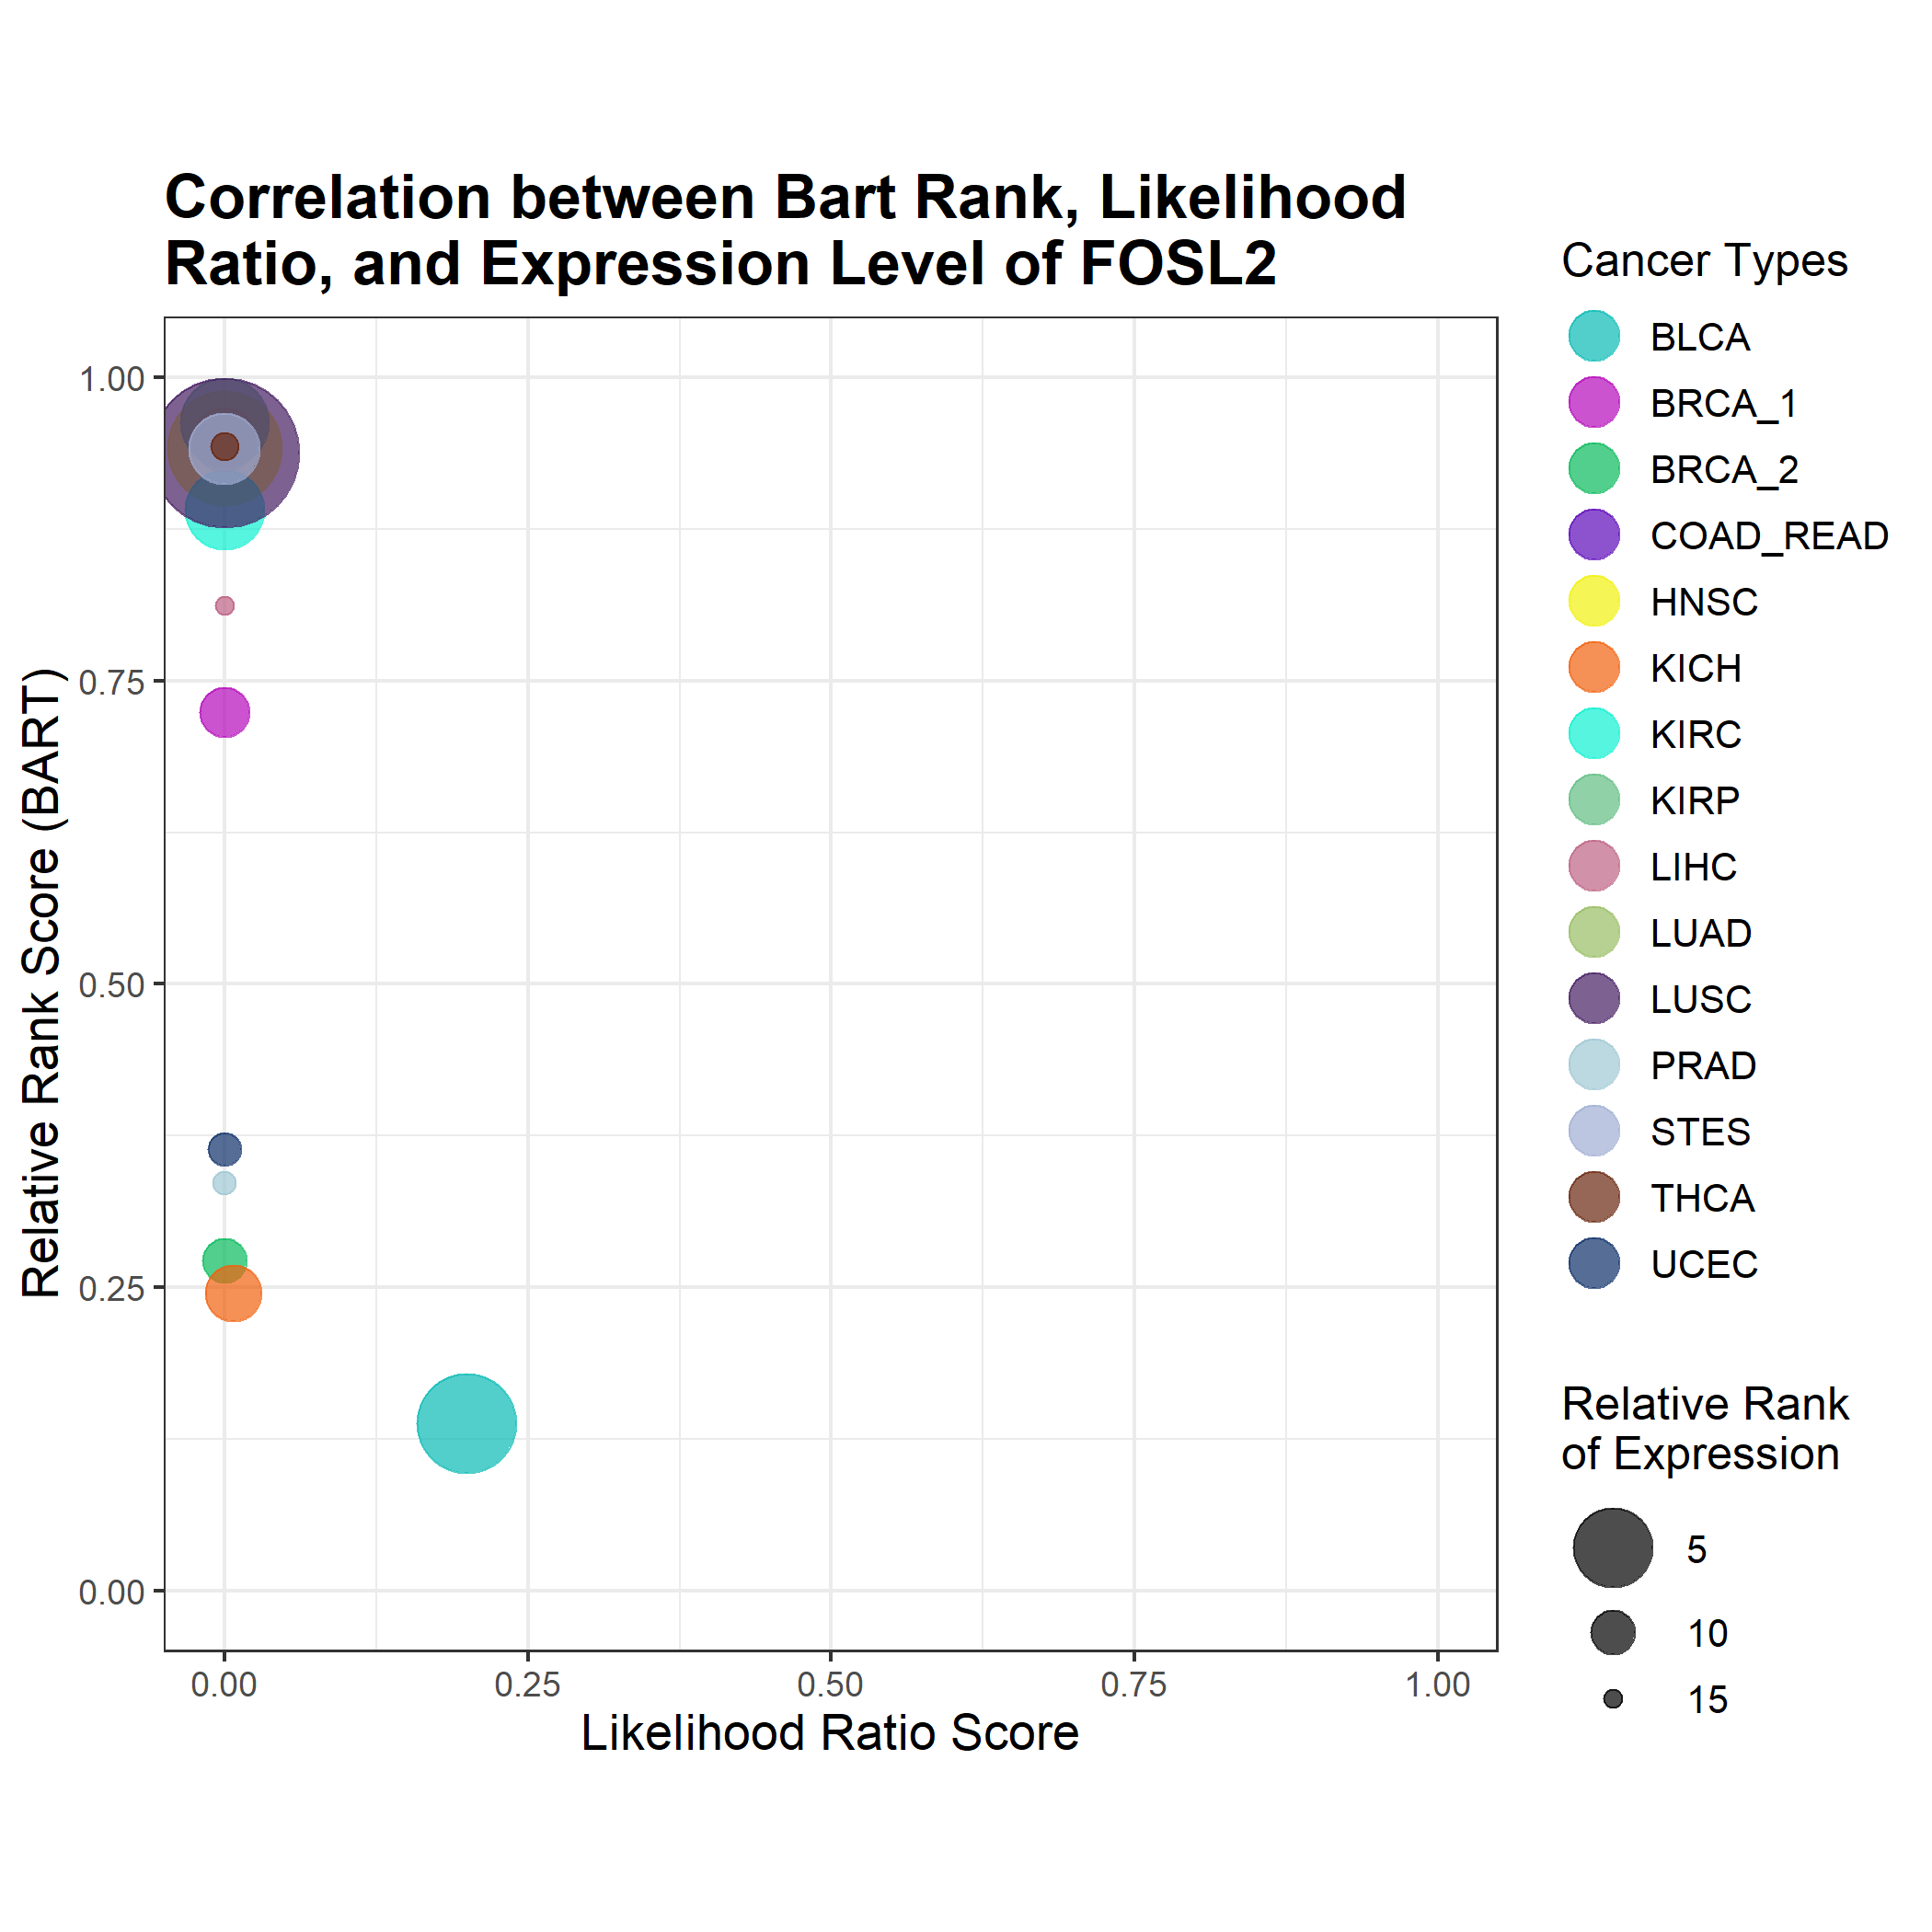 Correlation between Bart Rank, Likelihood
Ratio, and Expression Level of FOSL2
Relative Rank Score (BART)
1.00
0.75
0.50
0.25
0.00
0.00
0.25
0.50
0.75
1.00
Likelihood Ratio Score
Cancer Types
BLCA
BRCA_1
BRCA_2
COAD_READ
HNSC
KICH
KIRC
KIRP
LIHC
LUAD
LUSC
PRAD
STES
THCA
UCEC
Relative Rank
of Expression
5
10
15